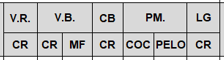 V.R. V.B. CB PM. LG
CR CR MF CR COC PELO CR